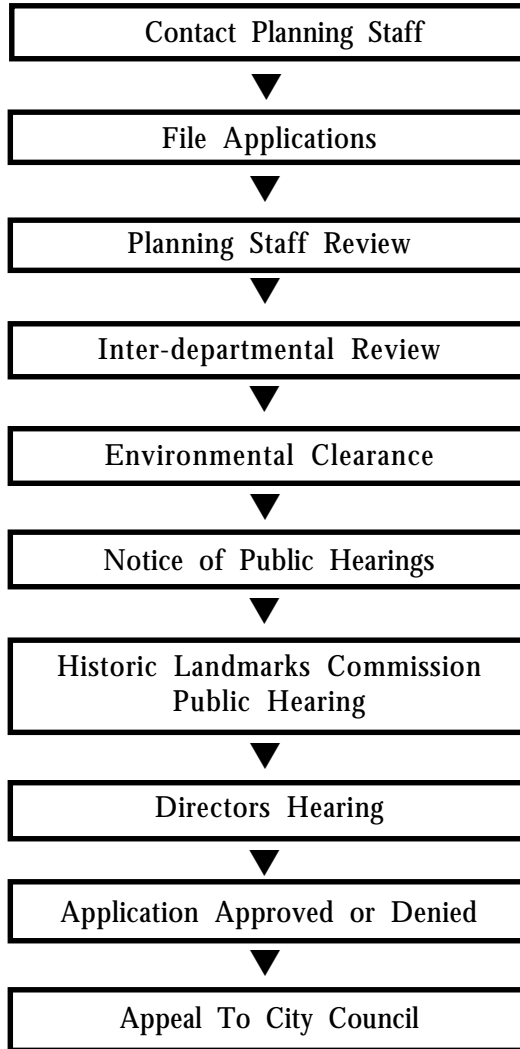 Contact Planning Staff
File Applications
Planning Staff Review
Inter-departmental Review
Environmental Clearance
Notice of Public Hearings
Historic Landmarks Commission
Public Hearing
Directors Hearing
Application Approved or Denied
Appeal To City Council